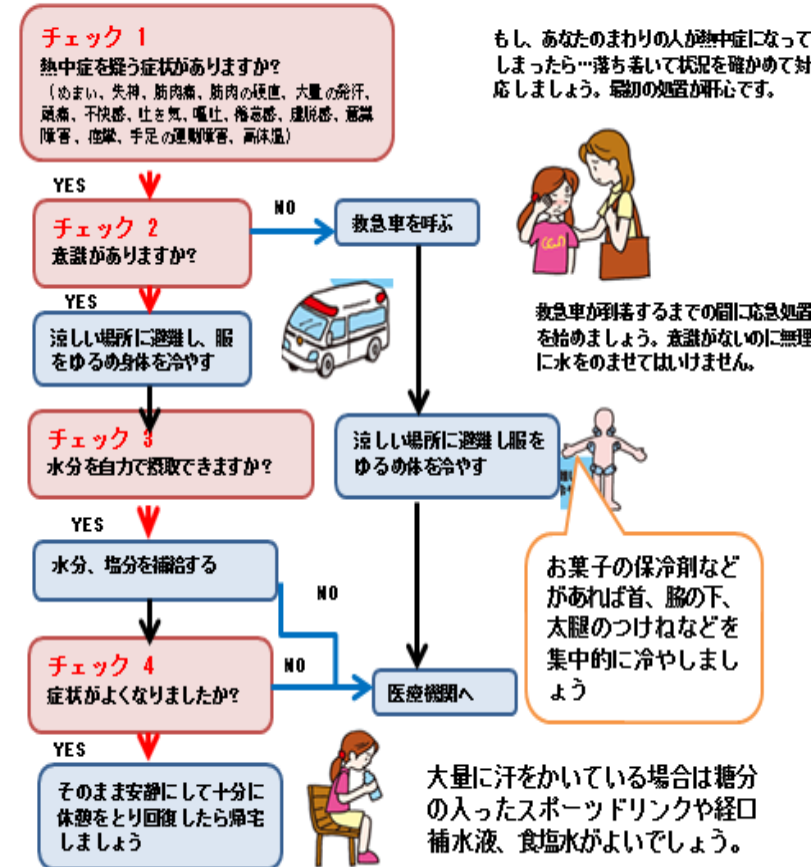 チェック 1
熱中症を疑う症状がありますか?
(めまい、失神、筋肉痛、筋肉の硬直、大量の発汗、
頭痛、不快感、吐き気、嘔吐、倦怠感、虚脱感、意識
障害、痙攣、手足の運動障害、高体温)
もし、あなたのまわりの人が熱中症になって
しまったら…落ち着いて状況を確かめて対
応しましょう。最初の処置が肝心です。
YES
チェック 2
意識がありますか?
NO
救急車を呼ぶ
YES
涼しい場所に避難し、服
をゆるめ身体を冷やす
救急車が到着するまでの間に応急処置
を始めましょう。意識がないのに無理
に水をのませてはいけません。
チェック 3
水分を自力で摂取できますか?
涼しい場所に避難し服を
ゆるめ体を冷やす
YES
水分、塩分を補給する
NO
お菓子の保冷剤など
があれば首、脇の下、
太腿のつけねなどを
集中的に冷やしまし
ょう
チェック 4
症状がよくなりましたか?
NO
医療機関へ
YES
そのまま安静にして十分に
休憩をとり回復したら帰宅
しましょう
大量に汗をかいている場合は糖分
の入ったスポーツドリンクや経口
補水液、食塩水がよいでしょう。